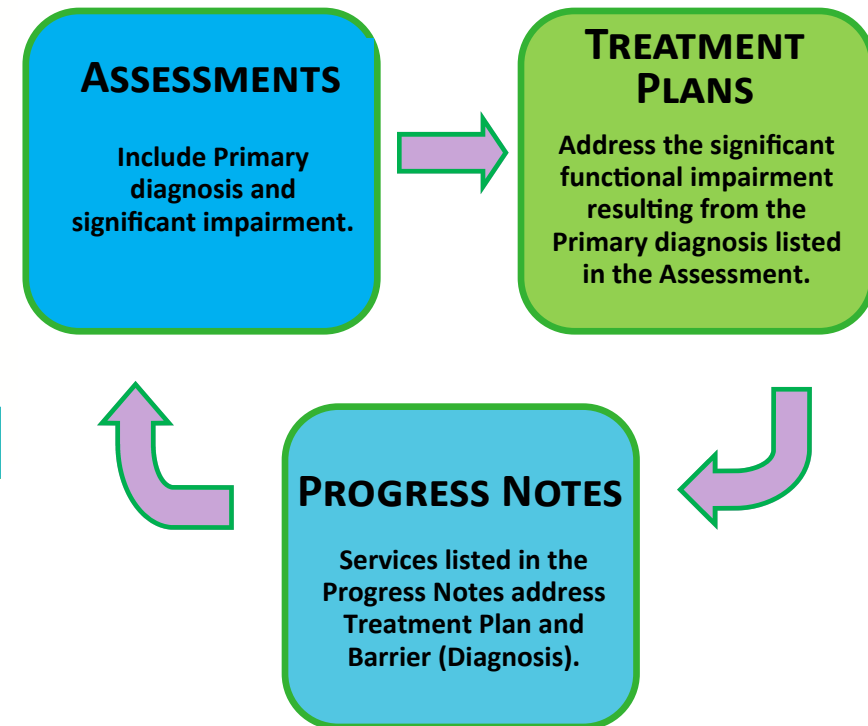 ASSESSMENTS
Include Primary
diagnosis and
significant impairment.
TREATMENT
PLANS
Address the significant
functional impairment
resulting from the
Primary diagnosis listed
in the Assessment.
PROGRESS NOTES
Services listed in the
Progress Notes address
Treatment Plan and
Barrier (Diagnosis).